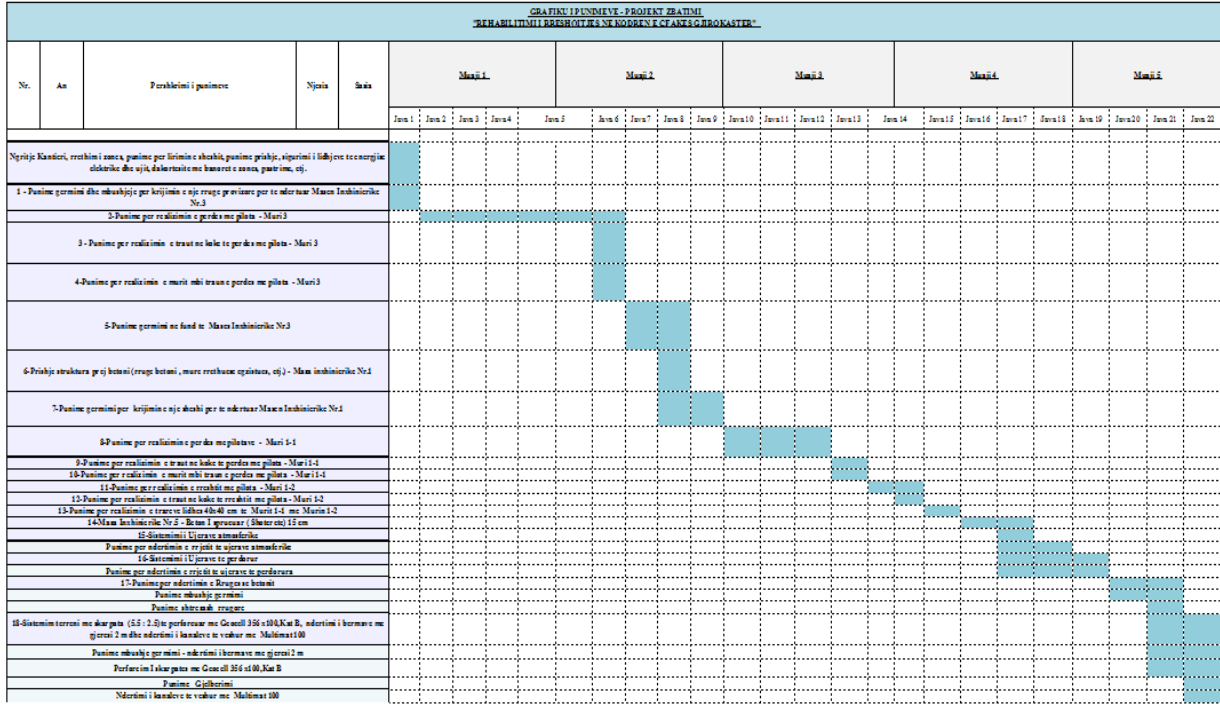 GRAFIKU I PUNIMEVE - PROJEKT ZBATIMI
"REHABILITIMI I RRESHQITJES NE KODREN E CFAKES GJIROKASTER"
Nr. An Pershkrimi i punimeve Njesia Sasia Muaji 1 Muaji 2 Muaji 3 Muaji 4 Muaji 5
Java 1 Java 2 Java 3 Java 4 Java 5 Java 6 Java 7 Java 8 Java 9 Java 10 Java 11 Java 12 Java 13 Java 14 Java 15 Java 16 Java 17 Java 18 Java 19 Java 20 Java 21 Java 22
Ngritje Kantieri, rrethimi i zones, punime per lirimin e sheshit, punime prishje, sigurimi i lidhjeve te energjise
elektrike dhe ujit, dakortesite me banoret e zones, pastrime, etj.
1 - Punime germimi dhe mbushjeje per krijimin e nje rruge provizore per te ndertuar Masen Inxhinierike
Nr.3
2-Punime per realizimin e perdes me pilota - Muri 3
3 - Punime per realizimin e traut ne koke te perdes me pilota - Muri 3
4-Punime per realizimin e murit mbi traun e perdes me pilota - Muri 3
5-Punime germimi ne fund te Mases Inxhinierike Nr.3
6-Prishje struktura prej betoni (rruge betoni, mure rrethuese egzistues, etj.) - Masa inxhinierike Nr.1
7-Punime germimi per krijimin e nje sheshi per te ndertuar Masen Inxhinierike Nr.1
8-Punime per realizimin e perdes me pilotave - Muri 1-1
9-Punime per realizimin e traut ne koke te perdes me pilota - Muri 1-1
10-Punime per realizimin e murit mbi traun e perdes me pilota - Muri 1-1
11-Punime per realizimin e rreshtit me pilota - Muri 1-2
12-Punime per realizimin e traut ne koke te rreshtit me pilota - Muri 1-2
13-Punime per realizimin e trareve lidhes 40x40 cm te Murit 1-1 me Murin 1-2
14-Masa Inxhinierike Nr.5 - Beton I sprucuar ( Shotcrete) 15 cm
15-Sistemimi i Ujerave atmosferike
Punime per ndertimin e rrjetit te ujerave atmosferike
16-Sistemimi i Ujerave te perdorur
Punime per ndertimin e rrjetit te ujerave te perdorura
17-Punime per ndertimin e Rruges se betonit
Punime mbushje germimi
Punime shtresash rrugore
18-Sistemim terreni me skarpata (5.5 : 2.5) te perforcuar me Geocell 356 x100, Kat B, ndertimi i bermave me
gjeresi 2 m dhe ndertimi i kanaleve te veshur me Multimat 100
Punime mbushje germimi - ndertimi i bermave me gjeresi 2 m
Perforcim I skarpates me Geocell 356 x100, Kat B
Punime Gjelberimi
Ndertimi i kanaleve te veshur me Multimat 100